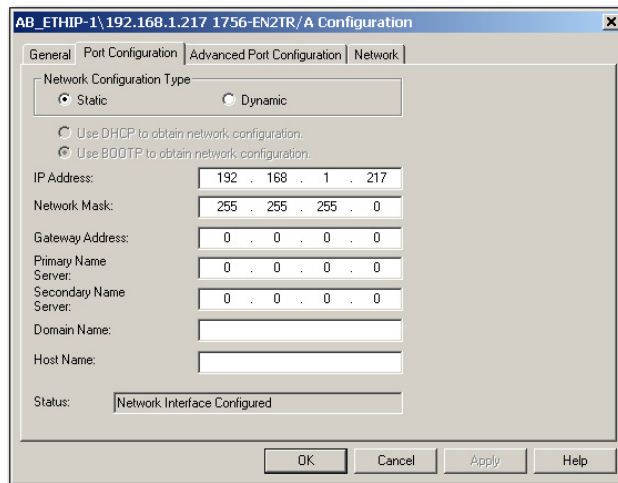 AB_ETHIP-1\192.168.1.217 1756-EN2TR/A Configuration
General Port Configuration Advanced Port Configuration Network
Network Configuration Type
Static Dynamic
Use DHCP to obtain network configuration.
Use BOOTP to obtain network configuration.
IP Address: 192 . 168 . 1 . 217
Network Mask: 255 . 255 . 255 . 0
Gateway Address: 0 . 0 . 0 . 0
Primary Name
Server: 0 . 0 . 0 . 0
Secondary Name
Server: 0 . 0 . 0 . 0
Domain Name:
Host Name:
Status: Network Interface Configured
OK Cancel Apply Help